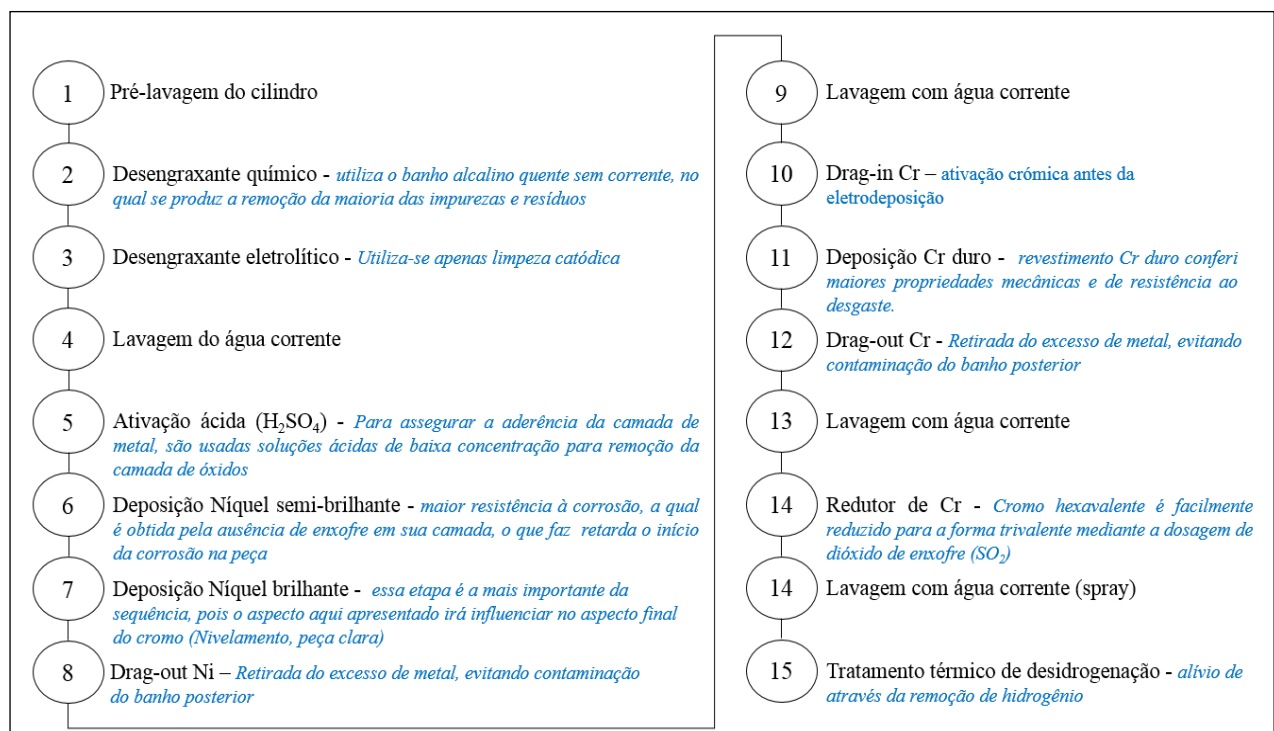 1
Pré-lavagem do cilindro
2
Desengraxante químico - utiliza o banho alcalino quente sem corrente, no
qual se produz a remoção da maioria das impurezas e resíduos
3
Desengraxante eletrolítico - Utiliza-se apenas limpeza catódica
4
Lavagem do água corrente
5
Ativação ácida (H₂SO₄) - Para assegurar a aderência da camada de
metal, são usadas soluções ácidas de baixa concentração para remoção da
camada de óxidos
6
Deposição Níquel semi-brilhante - maior resistência à corrosão, a qual
é obtida pela ausência de enxofre em sua camada, o que faz retarda o início
da corrosão na peça
7
Deposição Níquel brilhante - essa etapa é a mais importante da
sequência, pois o aspecto aqui apresentado irá influenciar no aspecto final
do cromo (Nivelamento, peça clara)
8
Drag-out Ni – Retirada do excesso de metal, evitando contaminação
do banho posterior
9
Lavagem com água corrente
10
Drag-in Cr – ativação crómica antes da
eletrodeposição
11
Deposição Cr duro - revestimento Cr duro conferi
maiores propriedades mecânicas e de resistência ao
desgaste.
12
Drag-out Cr - Retirada do excesso de metal, evitando
contaminação do banho posterior
13
Lavagem com água corrente
14
Redutor de Cr - Cromo hexavalente é facilmente
reduzido para a forma trivalente mediante a dosagem de
dióxido de enxofre (SO₂)
14
Lavagem com água corrente (spray)
15
Tratamento térmico de desidrogenação - alívio de
através da remoção de hidrogênio